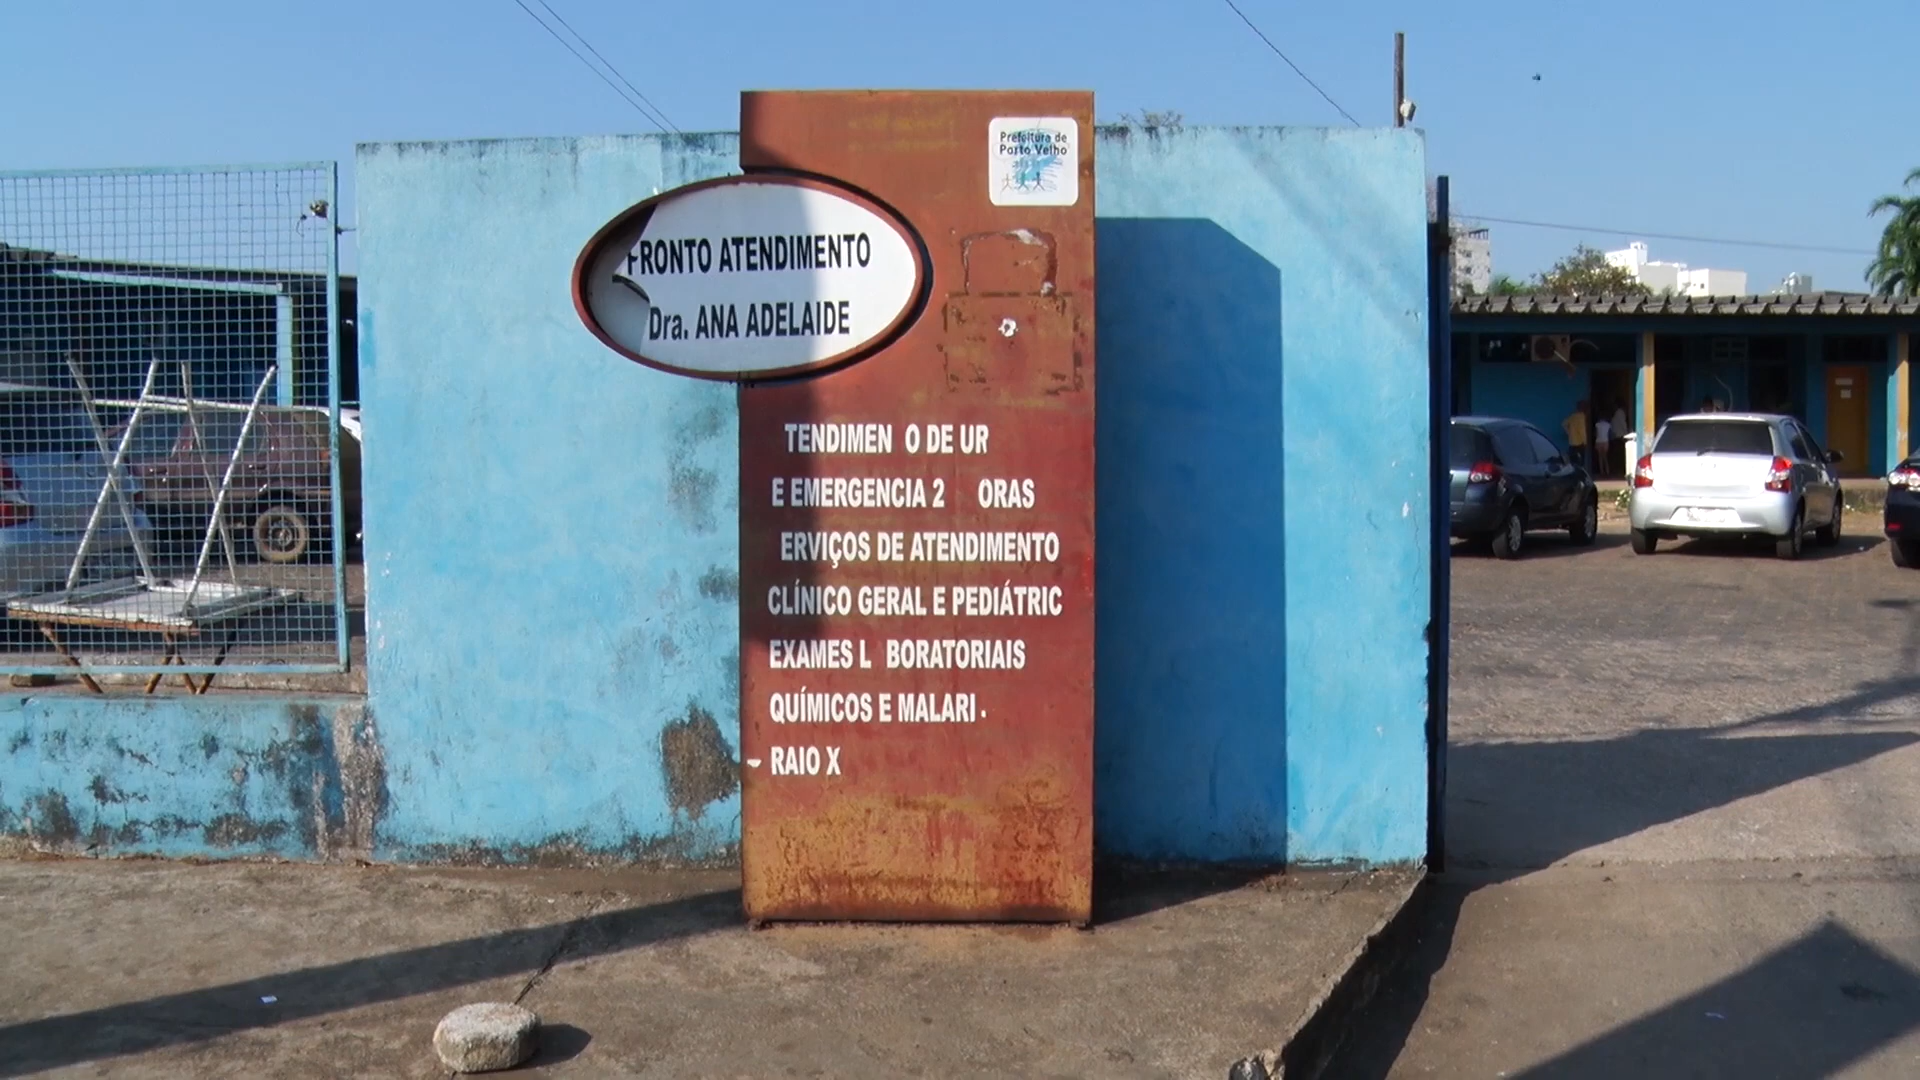 Prefeitura de
Porto Velho
PRONTO ATENDIMENTO
Dra. ANA ADELAIDE
TENDIMEN O DE UR
E EMERGENCIA 2 ORAS
ERVIÇOS DE ATENDIMENTO
CLÍNICO GERAL E PEDIÁTRIC
EXAMES L BORATORIAIS
QUÍMICOS E MALARI
- RAIO X